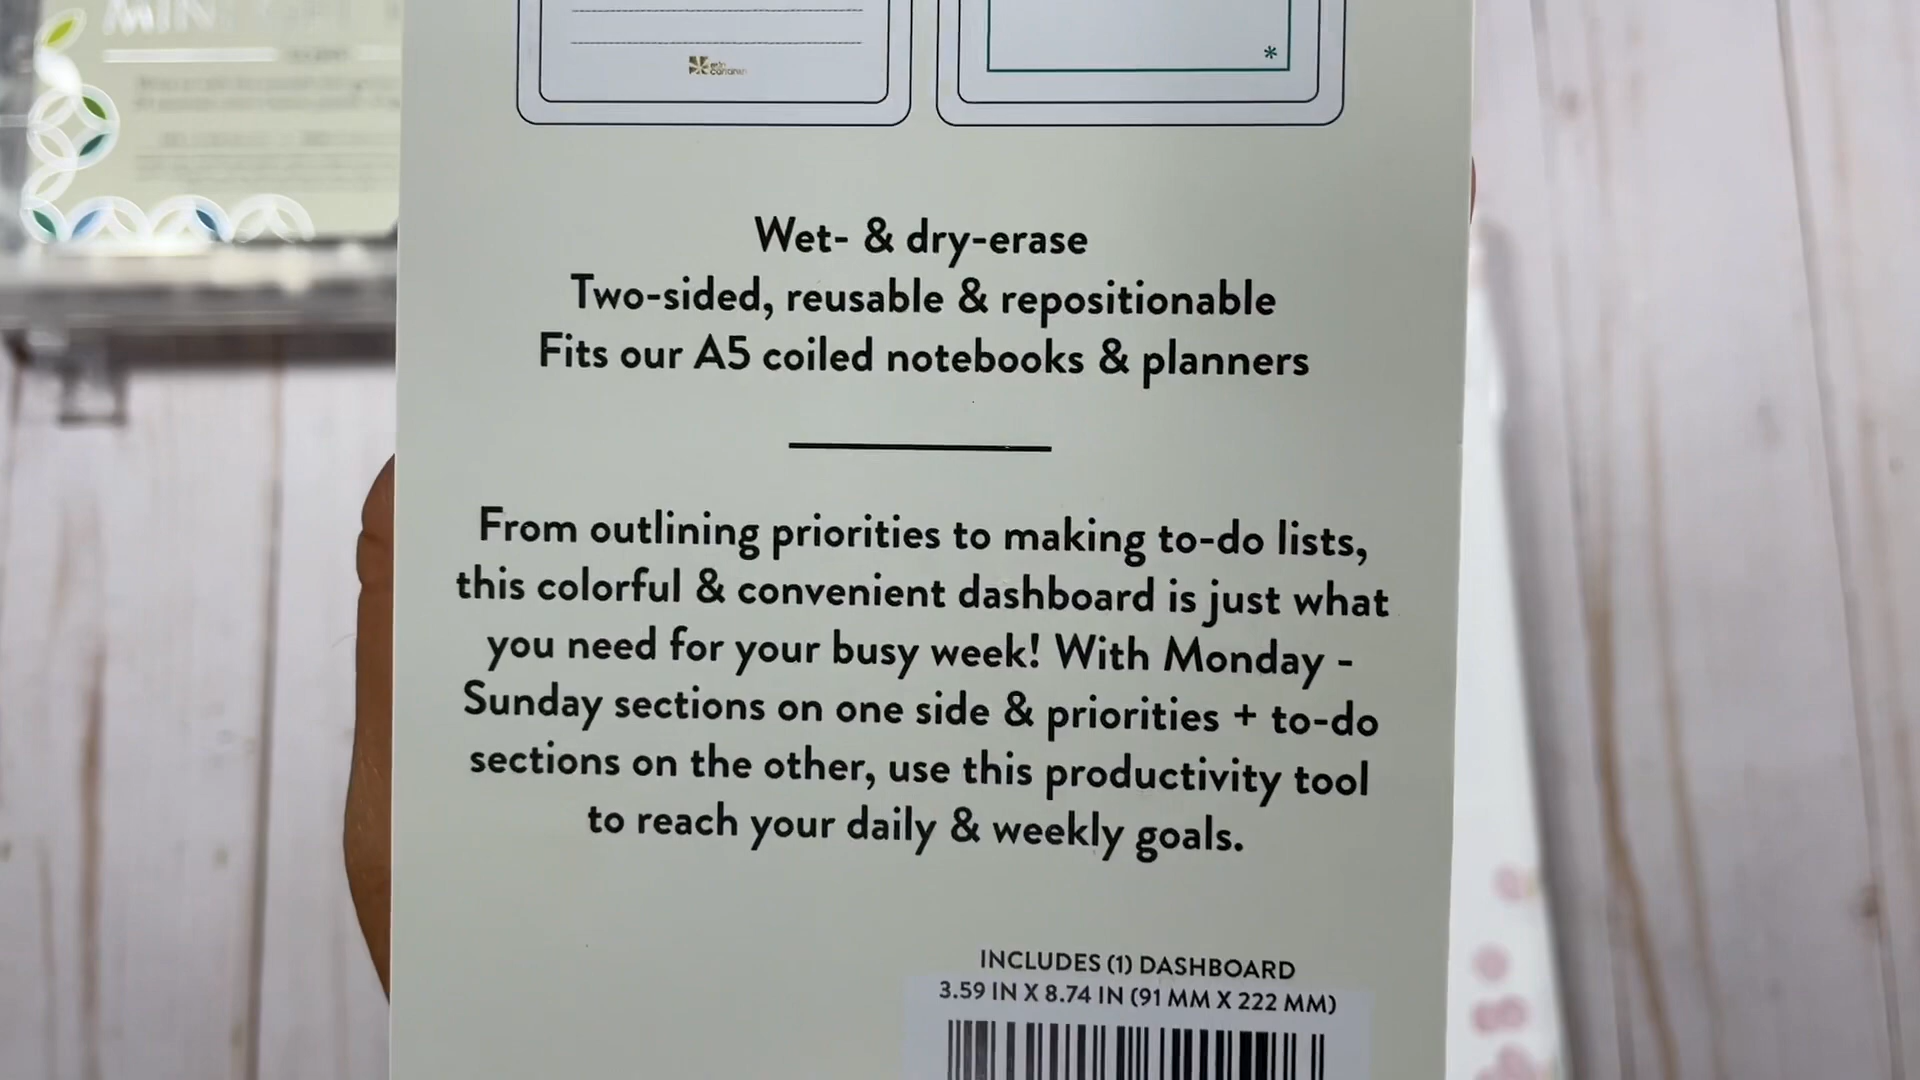 MIN
Wet- & dry-erase
Two-sided, reusable & repositionable
Fits our A5 coiled notebooks & planners
From outlining priorities to making to-do lists,
this colorful & convenient dashboard is just what
you need for your busy week! With Monday -
Sunday sections on one side & priorities + to-do
sections on the other, use this productivity tool
to reach your daily & weekly goals.
INCLUDES (1) DASHBOARD
3.59 IN X 8.74 IN (91 MM X 222 MM)